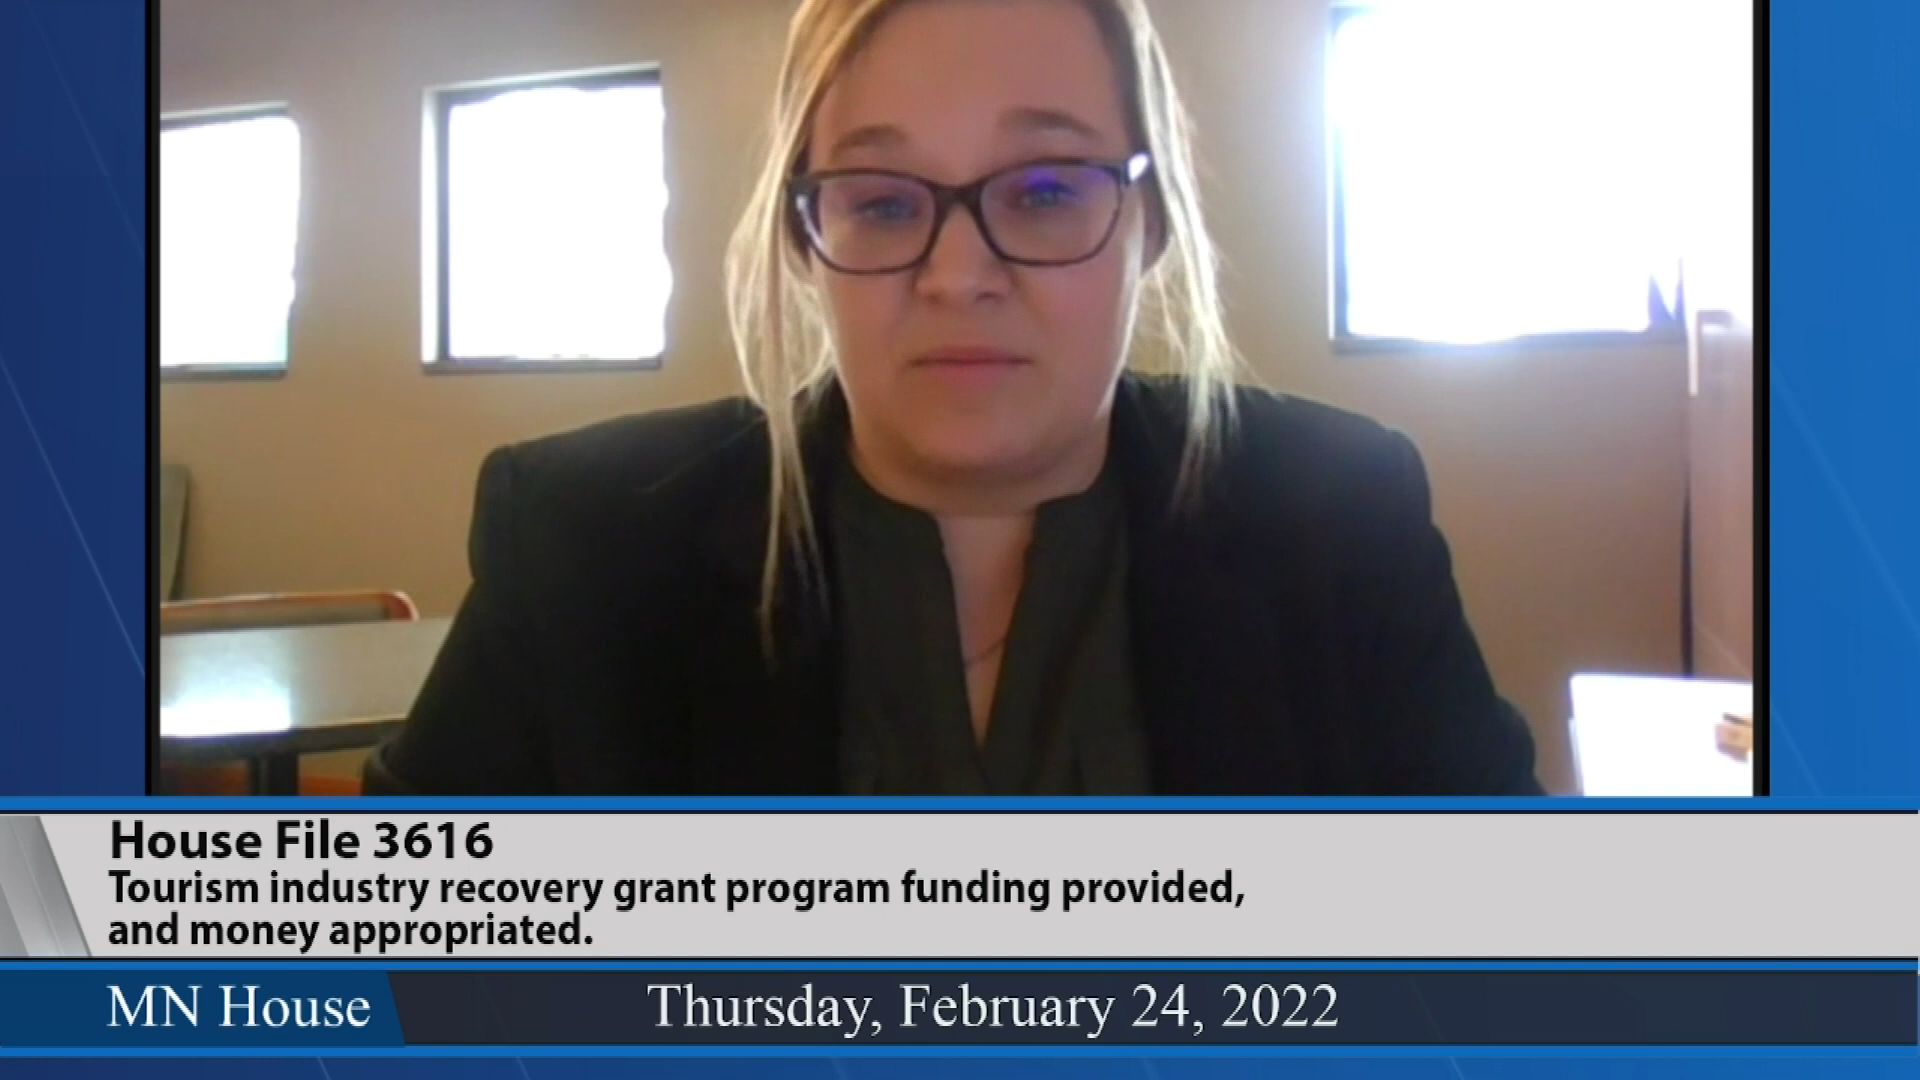 House File 3616
Tourism industry recovery grant program funding provided,
and money appropriated.
MN House
Thursday, February 24, 2022